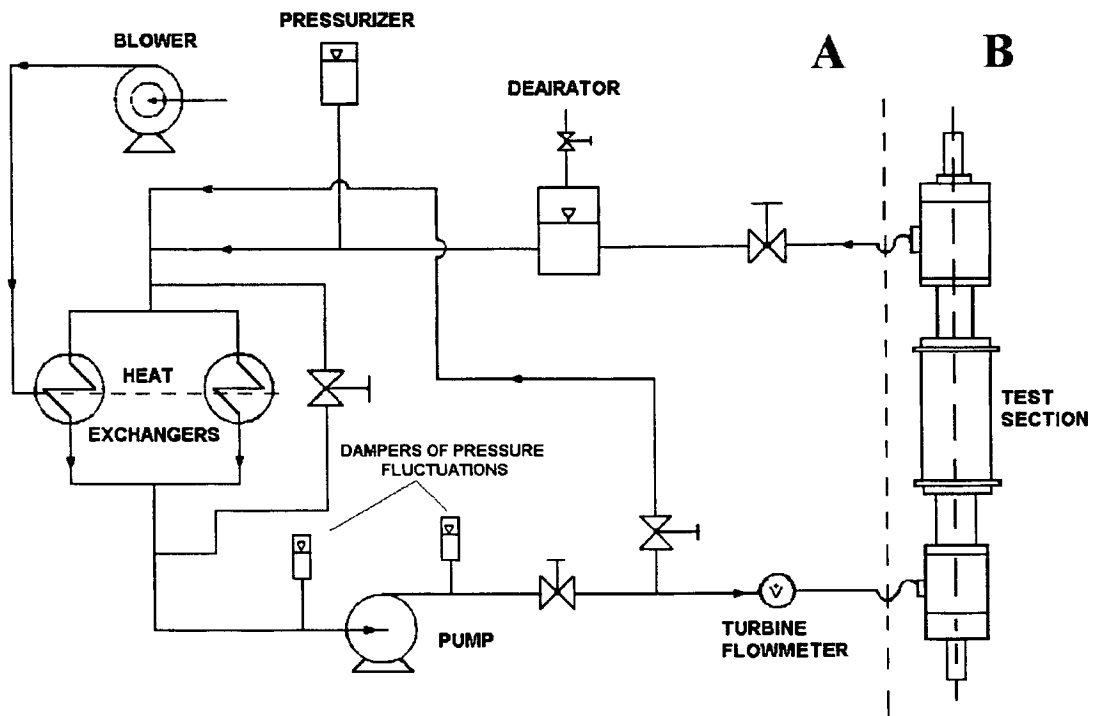 PRESSURIZER
BLOWER
A
B
DEAIRATOR
HEAT
EXCHANGERS
TEST
SECTION
DAMPERS OF PRESSURE
FLUCTUATIONS
PUMP
TURBINE
FLOWMETER